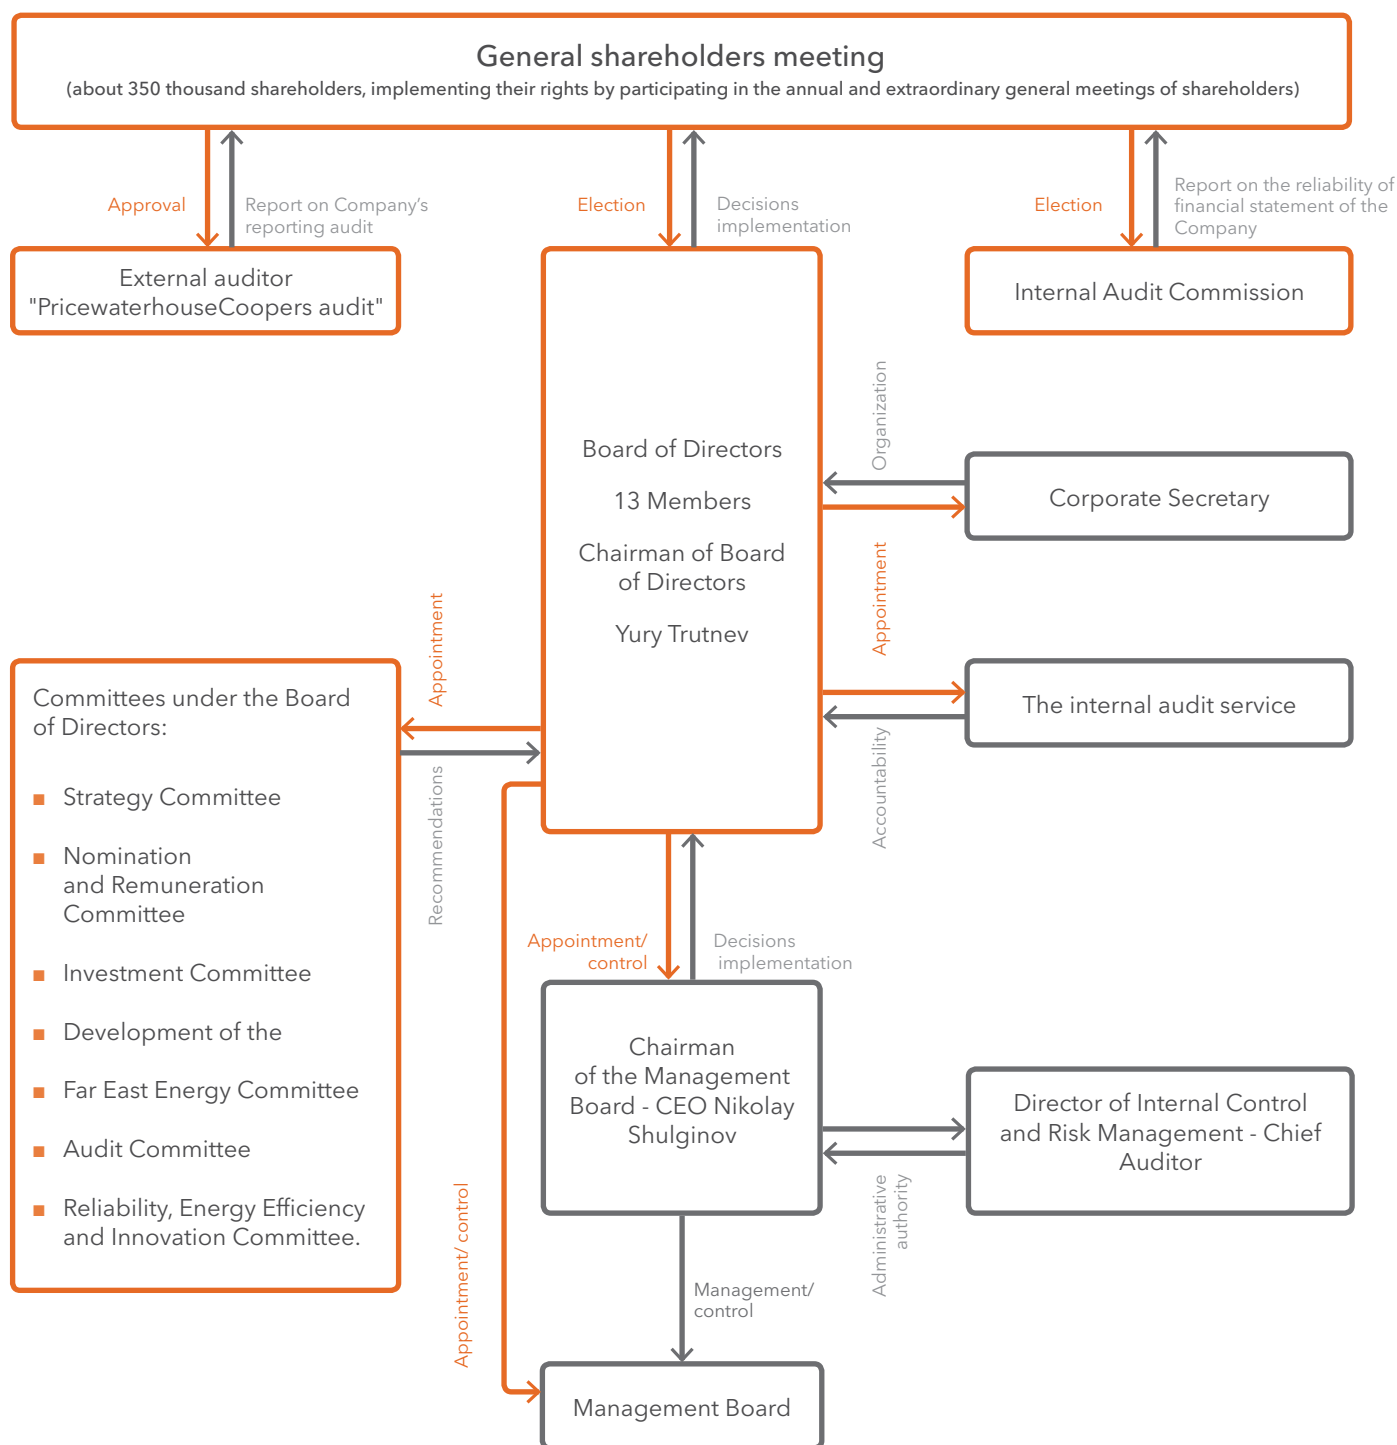 General shareholders meeting
(about 350 thousand shareholders, implementing their rights by participating in the annual and extraordinary general meetings of shareholders)
Approval
Report on Company’s
reporting audit
Election
Decisions
implementation
Election
Report on the reliability of
financial statement of the
Company
External auditor
"PricewaterhouseCoopers audit"
Internal Audit Commission
Board of Directors
13 Members
Chairman of Board
of Directors
Yury Trutnev
Organization
Corporate Secretary
Appointment
The internal audit service
Accountability
Appointment
Recommendations
Committees under the Board
of Directors:
■ Strategy Committee
■ Nomination
and Remuneration
Committee
■ Investment Committee
■ Development of the
■ Far East Energy Committee
■ Audit Committee
■ Reliability, Energy Efficiency
and Innovation Committee.
Appointment/
control
Decisions
implementation
Chairman
of the Management
Board - CEO Nikolay
Shulginov
Director of Internal Control
and Risk Management - Chief
Auditor
Administrative
authority
Appointment/ control
Management/
control
Management Board